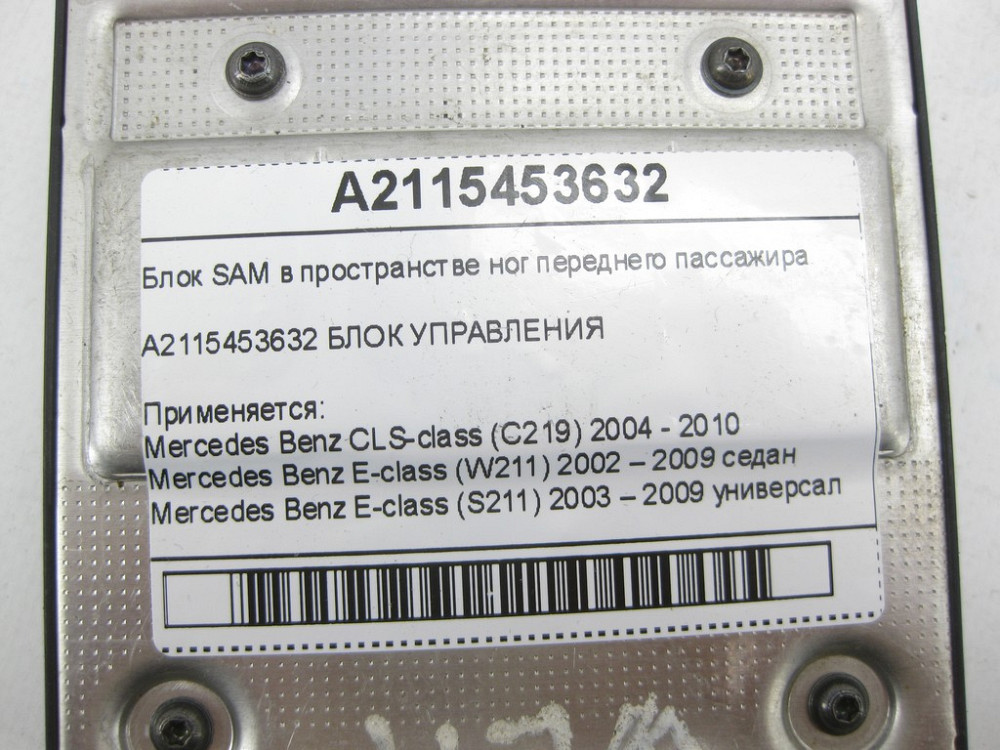 A2115453632
Блок SAM в пространстве ног переднего пассажира
A2115453632 БЛОК УПРАВЛЕНИЯ
Применяется:
Mercedes Benz CLS-class (C219) 2004 - 2010
Mercedes Benz E-class (W211) 2002 – 2009 седан
Mercedes Benz E-class (S211) 2003 – 2009 универсал